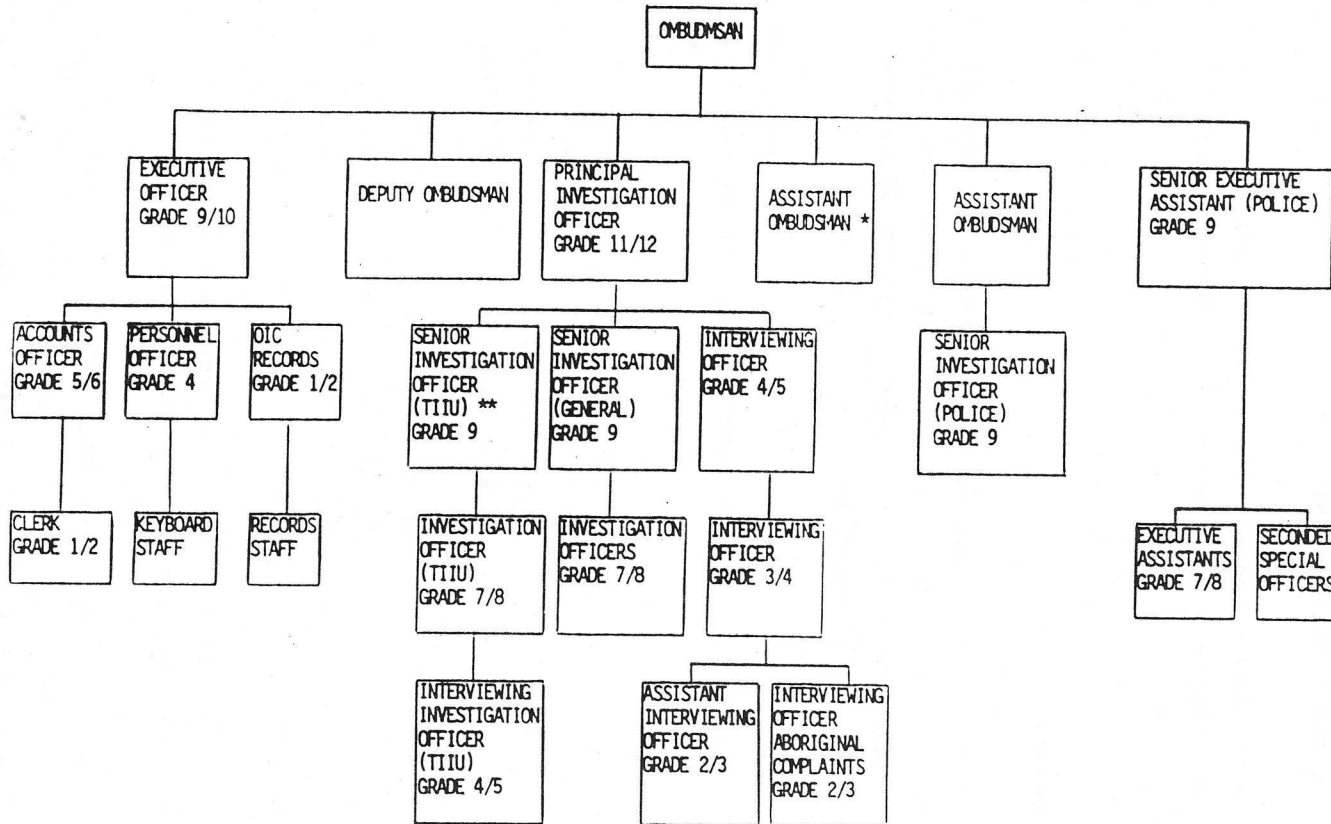 OMBUDMSAN
EXECUTIVE
OFFICER
GRADE 9/10
DEPUTY OMBUDSMAN
PRINCIPAL
INVESTIGATION
OFFICER
GRADE 11/12
ASSISTANT
OMBUDSMAN *
ASSISTANT
OMBUDSMAN
SENIOR EXECUTIVE
ASSISTANT (POLICE)
GRADE 9
ACCOUNTS
OFFICER
GRADE 5/6
PERSONNEL
OFFICER
GRADE 4
OIC
RECORDS
GRADE 1/2
SENIOR
INVESTIGATION
OFFICER
(TIIU) **
GRADE 9
SENIOR
INVESTIGATION
OFFICER
(GENERAL)
GRADE 9
INTERVIEWING
OFFICER
GRADE 4/5
SENIOR
INVESTIGATION
OFFICER
(POLICE)
GRADE 9
CLERK
GRADE 1/2
KEYBOARD
STAFF
RECORDS
STAFF
INVESTIGATION
OFFICER
(TIIU)
GRADE 7/8
INVESTIGATION
OFFICERS
GRADE 7/8
INTERVIEWING
OFFICER
GRADE 3/4
EXECUTIVE
ASSISTANTS
GRADE 7/8
SECONDED
SPECIAL
OFFICERS
INTERVIEWING
INVESTIGATION
OFFICER
(TIIU)
GRADE 4/5
ASSISTANT
INTERVIEWING
OFFICER
GRADE 2/3
INTERVIEWING
OFFICER
ABORIGINAL
COMPLAINTS
GRADE 2/3